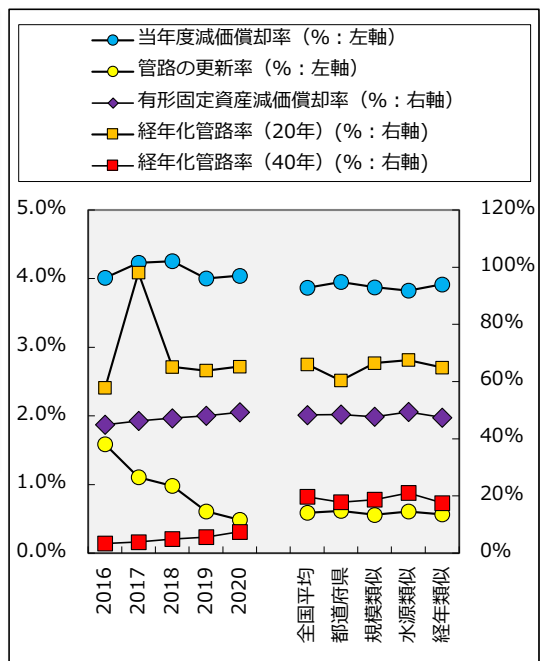 当年度減価償却率（%：左軸）
管路の更新率（%：左軸）
有形固定資産減価償却率（%：右軸）
経年化管路率（20年）(%：右軸)
経年化管路率（40年）(%：右軸)
5.0% 120%
4.0% 100%
3.0% 80%
2.0% 60%
1.0% 40%
0.0% 20%
0%
2016 2017 2018 2019 2020 全国平均 都道府県 規模類似 水源類似 経年類似